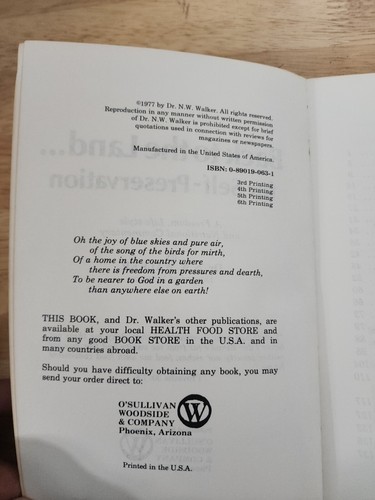 ©1977 by Dr. N.W. Walker. All rights reserved.
Reproduction in any manner without written permission
of Dr. N.W. Walker is prohibited except for brief
quotations used in connection with reviews for
magazines or newspapers.
Manufactured in the United States of America.
ISBN: 0-89019-063-1
3rd Printing
4th Printing
5th Printing
6th Printing
Oh the joy of blue skies and pure air,
of the song of the birds for mirth,
Of a home in the country where
there is freedom from pressures and dearth,
To be nearer to God in a garden
than anywhere else on earth!
THIS BOOK, and Dr. Walker's other publications, are
available at your local HEALTH FOOD STORE and
from any good BOOK STORE in the U.S.A. and in
many countries abroad.
Should you have difficulty obtaining any book, you may
send your order direct to:
O'SULLIVAN
WOODSIDE
& COMPANY
Phoenix, Arizona
W
Printed in the U.S.A.